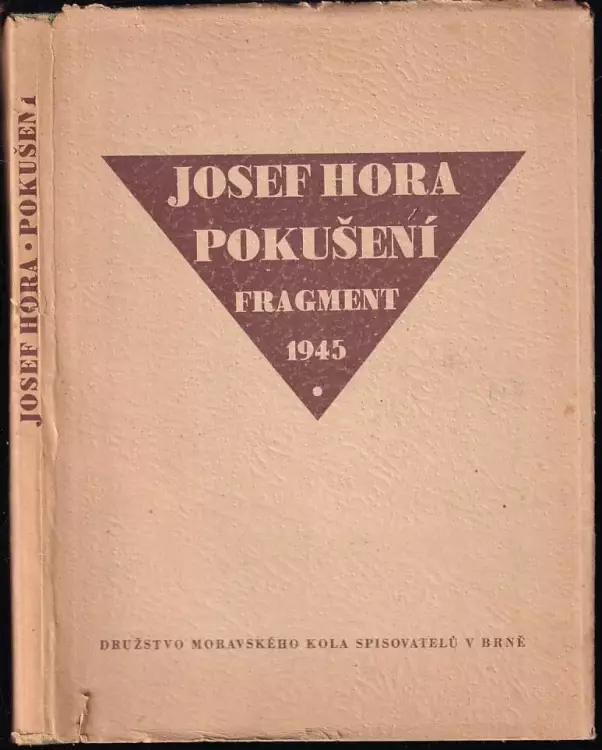 JOSEF HORA · POKUŠENÍ
JOSEF HORA
POKUŠENÍ
FRAGMENT
1945
DRUŽSTVO MORAVSKÉHO KOLA SPISOVATELŮ V BRNĚ